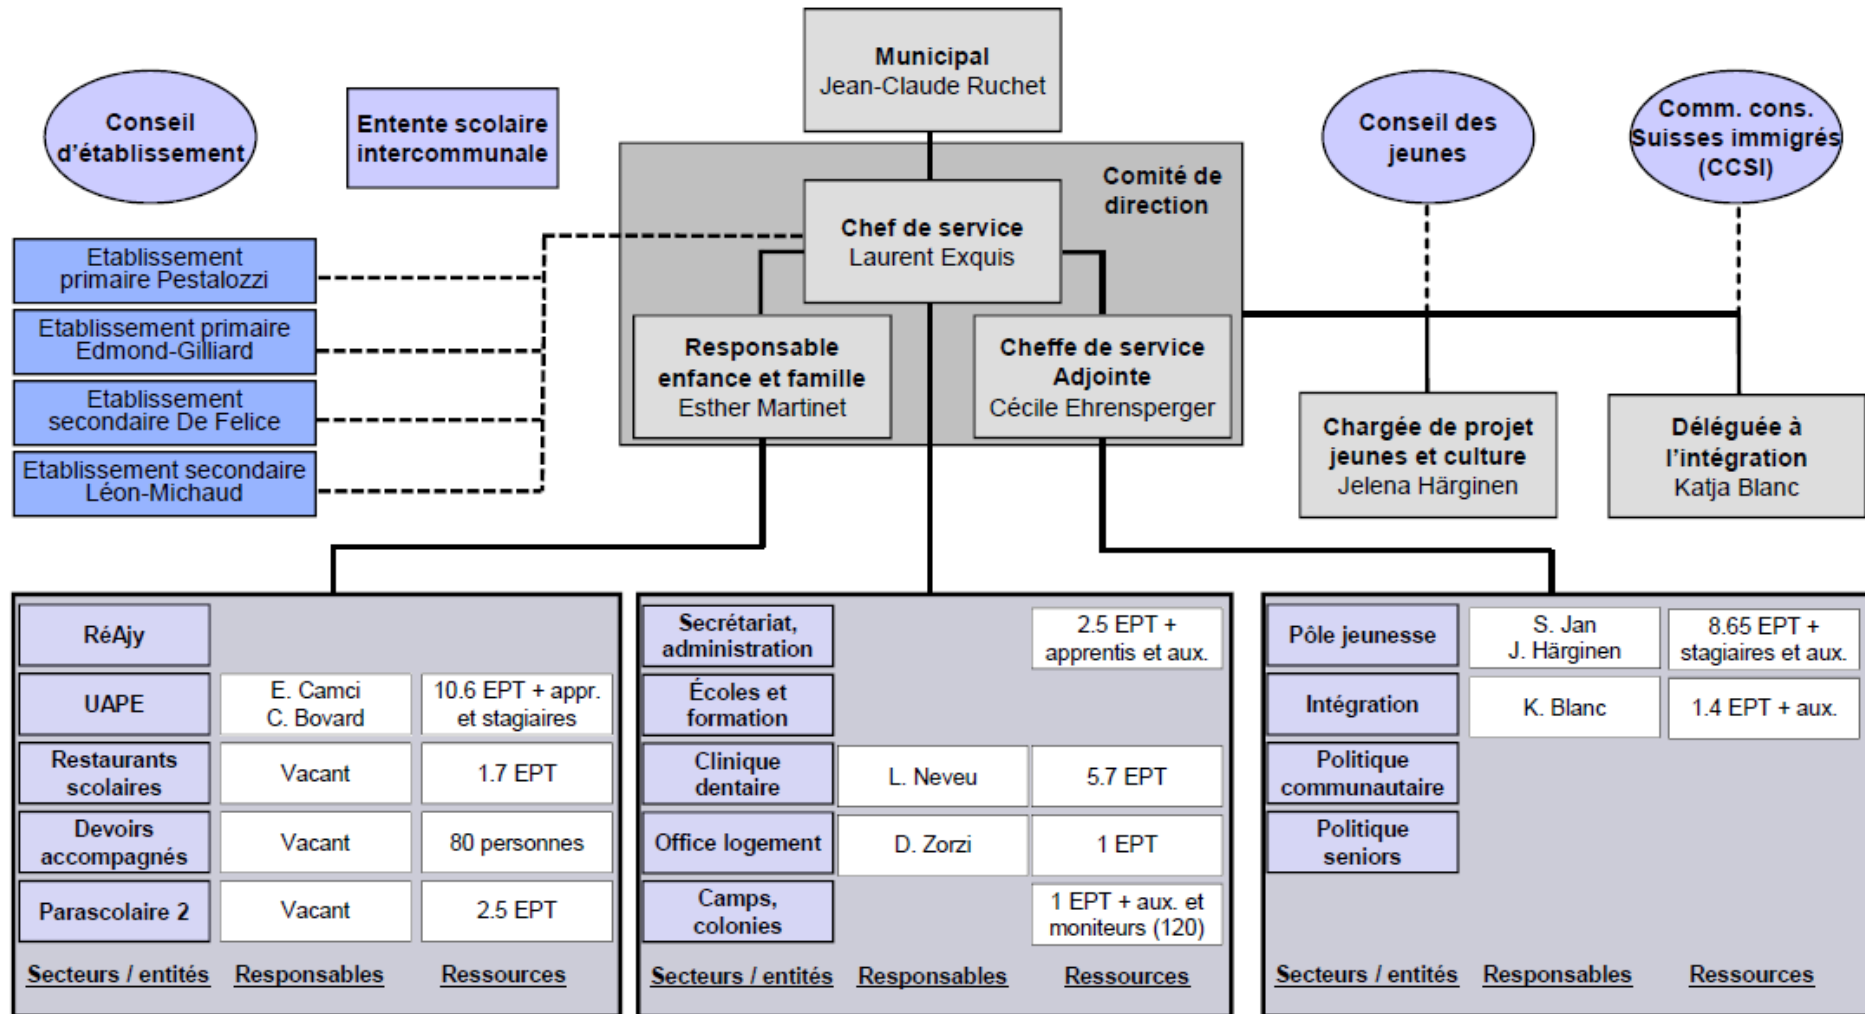 Municipal
Jean-Claude Ruchet
Conseil
d'établissement
Entente scolaire
intercommunale
Conseil des
jeunes
Comm. cons.
Suisses immigrés
(CCSI)
Comité de
direction
Chef de service
Laurent Exquis
Etablissement
primaire Pestalozzi
Etablissement primaire
Edmond-Gilliard
Etablissement
secondaire De Felice
Etablissement secondaire
Léon-Michaud
Responsable
enfance et famille
Esther Martinet
Cheffe de service
Adjointe
Cécile Ehrensperger
Chargée de projet
jeunes et culture
Jelena Härginen
Déléguée à
l'intégration
Katja Blanc
RéAjy
UAPE
E. Camci
C. Bovard
10.6 EPT + appr.
et stagiaires
Restaurants
scolaires
Vacant
1.7 EPT
Devoirs
accompagnés
Vacant
80 personnes
Parascolaire 2
Vacant
2.5 EPT
Secteurs / entités Responsables Ressources
Secrétariat,
administration
2.5 EPT +
apprentis et aux.
Écoles et
formation
Clinique
dentaire
L. Neveu
5.7 EPT
Office logement
D. Zorzi
1 EPT
Camps,
colonies
1 EPT + aux. et
moniteurs (120)
Secteurs / entités Responsables Ressources
Pôle jeunesse
S. Jan
J. Härginen
8.65 EPT +
stagiaires et aux.
Intégration
K. Blanc
1.4 EPT + aux.
Politique
communautaire
Politique
seniors
Secteurs / entités Responsables Ressources